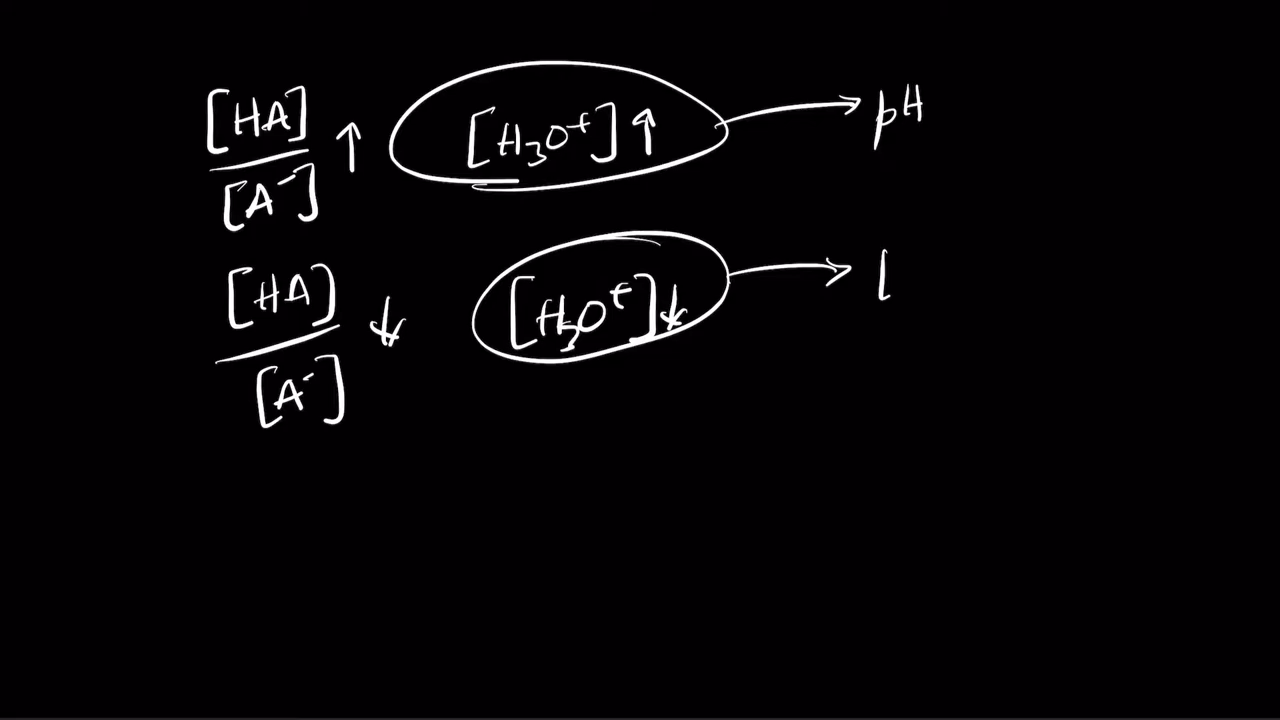 [HA] / [A⁻] ↑ [H₃O⁺] ↑ → pH
[HA] / [A⁻] ↓ [H₃O⁺] ↓ →